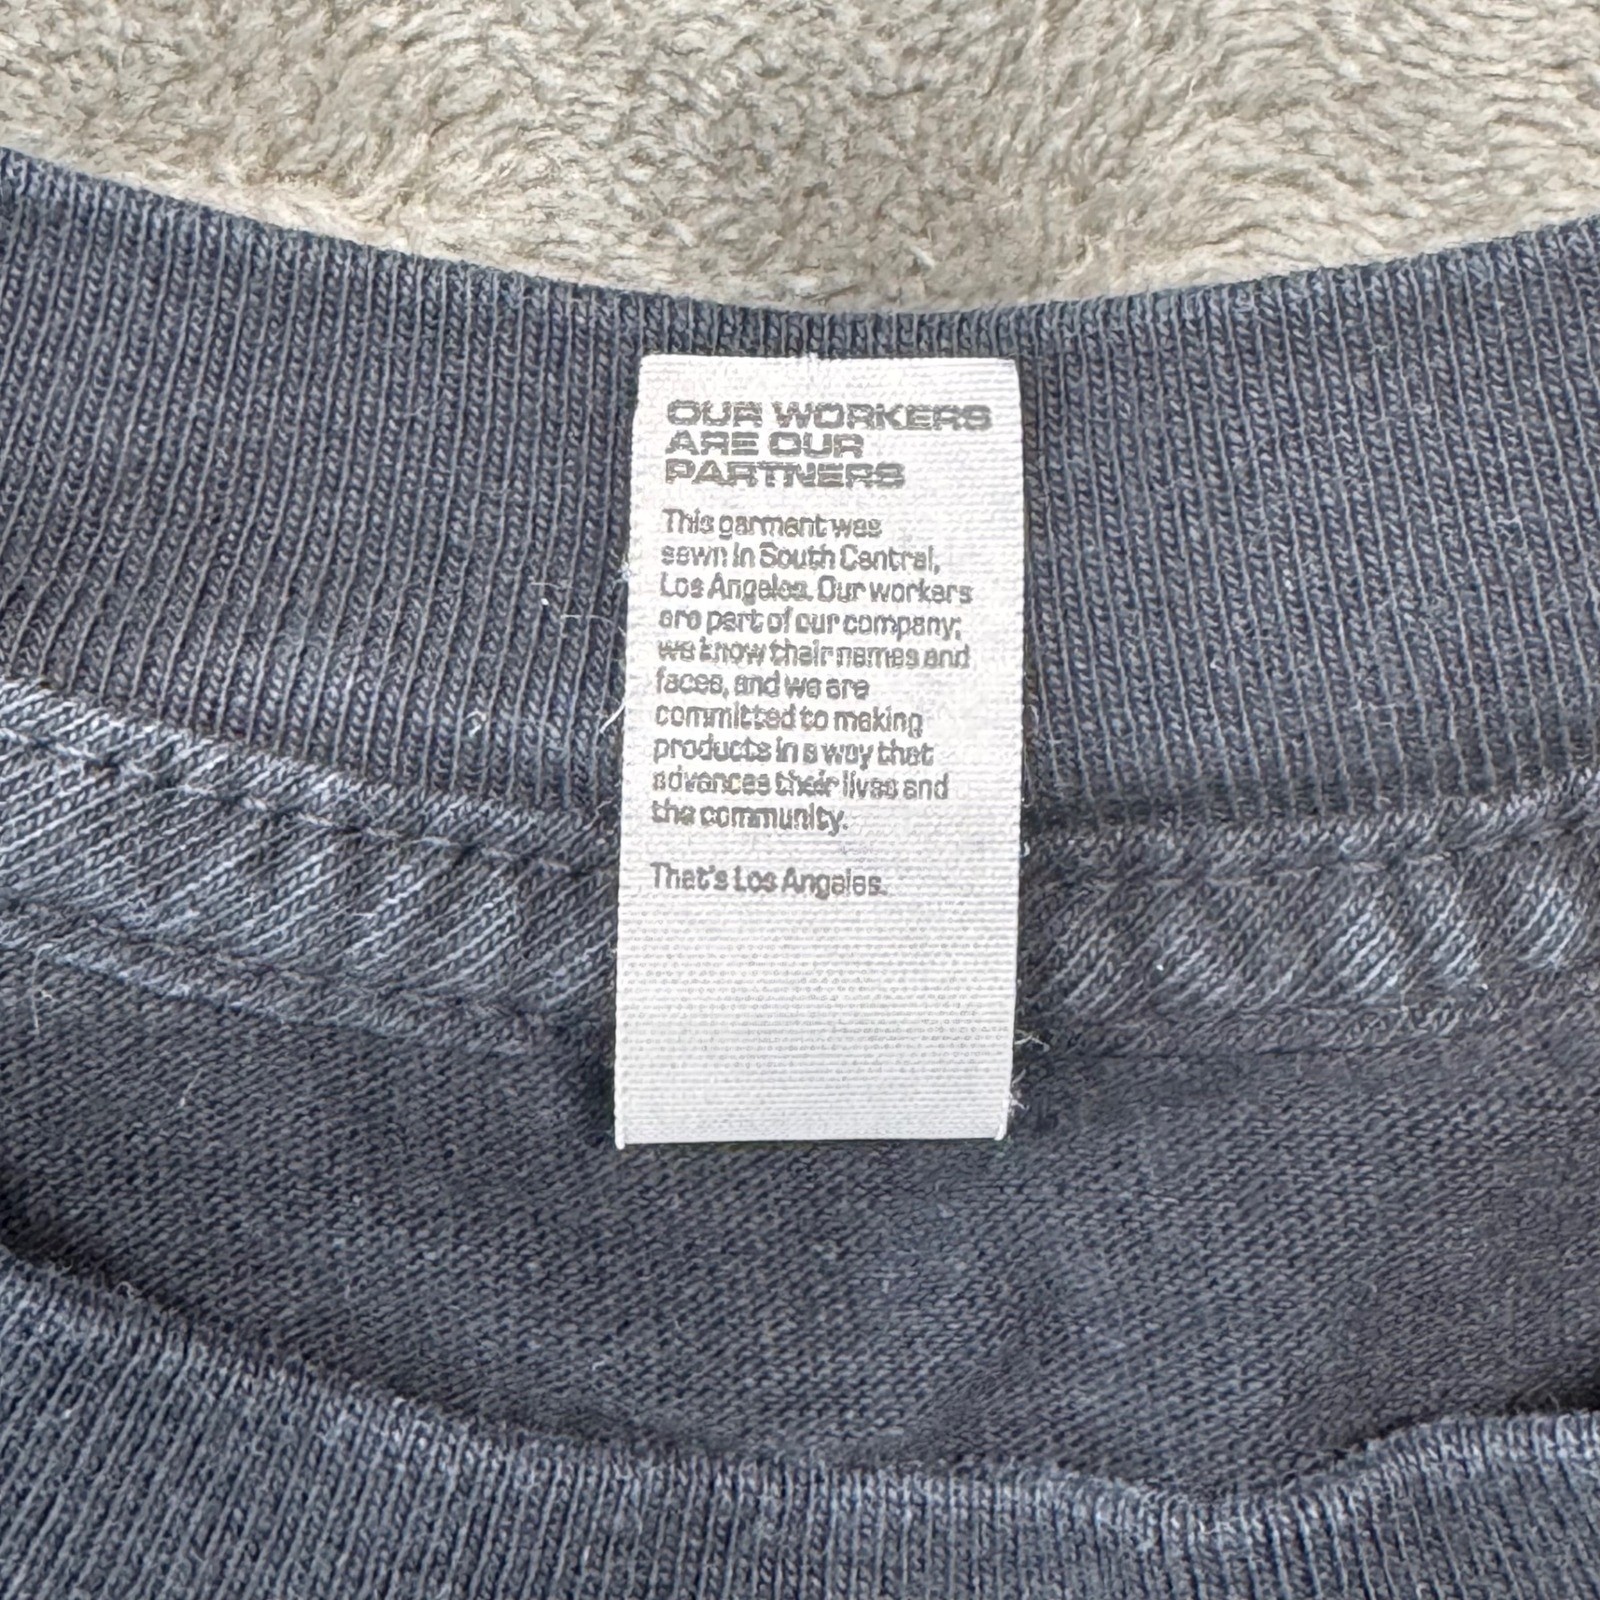 OUR WORKERS
ARE OUR
PARTNERS
This garment was
sewn in South Central,
Los Angeles. Our workers
are part of our company;
we know their names and
faces, and we are
committed to making
products in a way that
advances their lives and
the community.
That's Los Angeles.